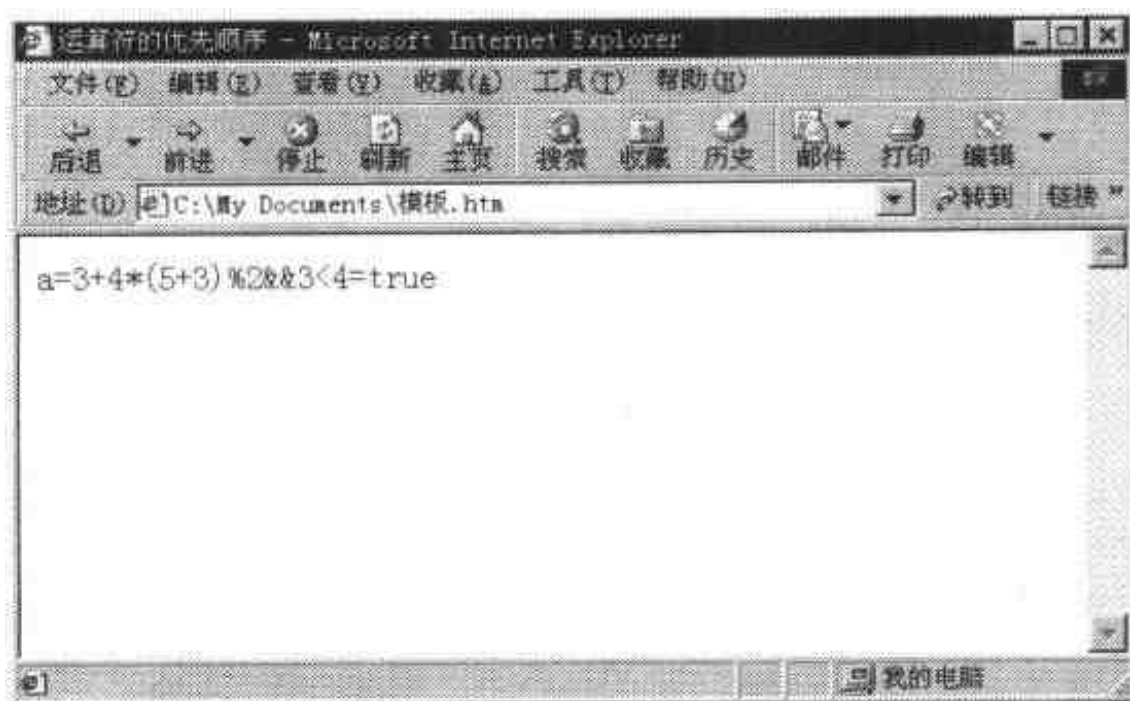 运算符的优先顺序 - Microsoft Internet Explorer
文件(F) 编辑(E) 查看(V) 收藏(A) 工具(T) 帮助(H)
后退 前进 停止 刷新 主页 搜索 收藏 历史 邮件 打印 编辑
地址(D) C:\My Documents\模板.htm 转到 链接 »
a=3+4*(5+3)%2&&3<4=true
我的电脑